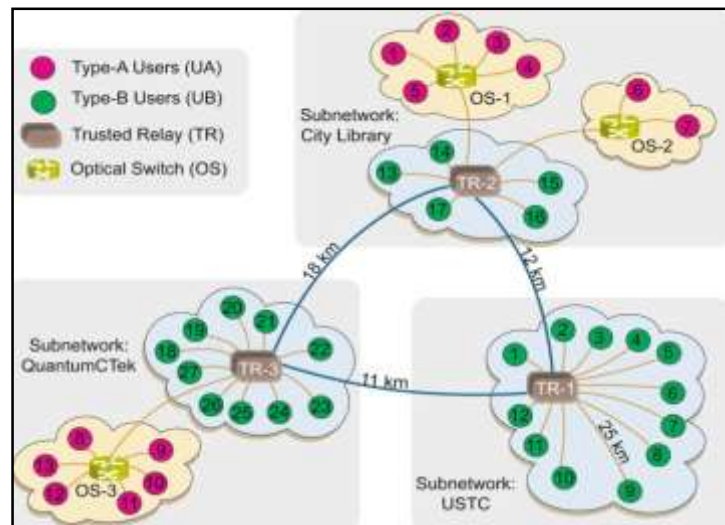 Type-A Users (UA)
Type-B Users (UB)
Trusted Relay (TR)
Optical Switch (OS)
Subnetwork:
City Library
1
2
3
4
5
OS-1
6
7
OS-2
13
14
TR-2
15
16
17
18 km
12 km
11 km
Subnetwork:
QuantumCTek
18
19
20
21
22
TR-3
27
26
25
24
23
8
9
13
OS-3
12
11
10
1
2
3
4
5
TR-1
6
7
8
12
11
10
9
25 km
Subnetwork:
USTC